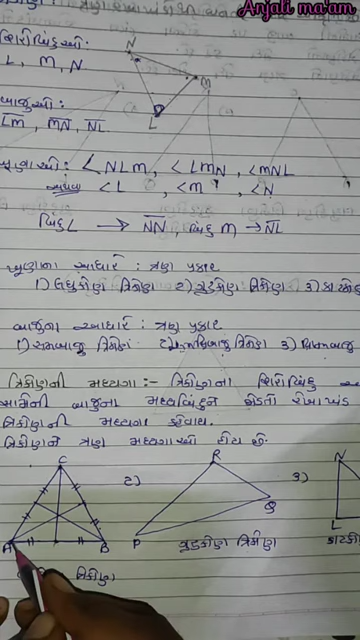 Anjali ma'am
શિરોબિંદુઓ:
L, M, N
N
M
L
બાજુઓ:
LM, MN, NL
ખૂણાઓ: ∠NLM, ∠LMN, ∠MNL
અથવા ∠L, ∠M, ∠N
બિંદુ L → NN, બિંદુ M → NL
ખૂણાના આધારે : ત્રણ પ્રકાર
1) લઘુકોણ ત્રિકોણ 2) ગુરુકોણ ત્રિકોણ 3)
બાજુના આધારે : ત્રણ પ્રકાર
1) સમબાજુ ત્રિકોણ 2) ત્રિકોણ 3)
ત્રિકોણની મધ્યગા :- ત્રિકોણના શિરોબિંદુ
સામેની બાજુના મધ્યબિંદુને જોડતો રેખાખંડ
ત્રિકોણની મધ્યગા કહેવાય.
ત્રિકોણને ત્રણ મધ્યગાઓ હોય છે.
C
A B
2) R
Q
P
ગુરુકોણ ત્રિકોણ
3) N
L
ત્રિકોણ